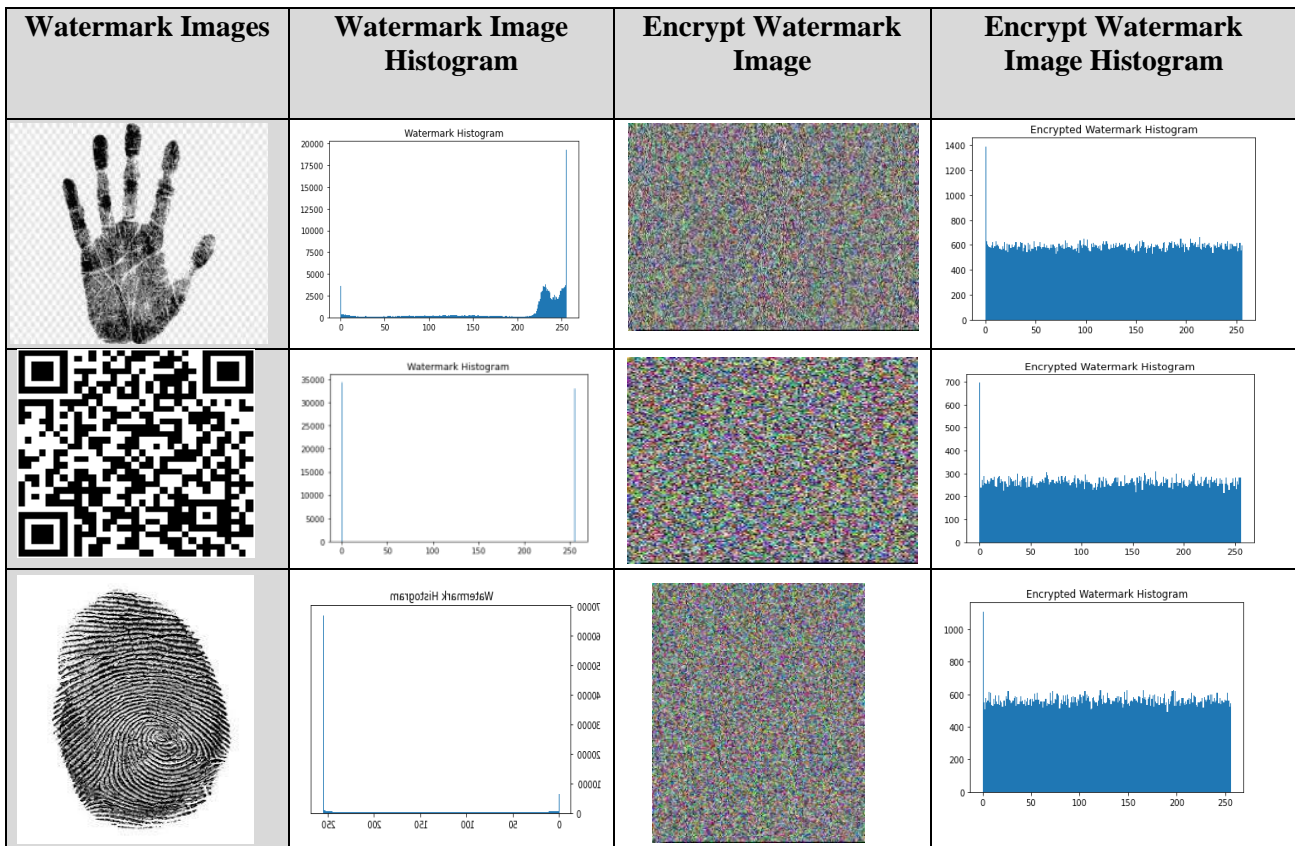 Watermark Images
Watermark Image
Histogram
Encrypt Watermark
Image
Encrypt Watermark
Image Histogram
Watermark Histogram
20000
17500
15000
12500
10000
7500
5000
2500
0
0 50 100 150 200 250
Encrypted Watermark Histogram
1400
1200
1000
800
600
400
200
0
0 50 100 150 200 250
Watermark Histogram
35000
30000
25000
20000
15000
10000
5000
0
0 50 100 150 200 250
Encrypted Watermark Histogram
700
600
500
400
300
200
100
0
0 50 100 150 200 250
Watermark Histogram
70000
60000
50000
40000
30000
20000
10000
0
250 200 150 100 50 0
Encrypted Watermark Histogram
1000
800
600
400
200
0
0 50 100 150 200 250